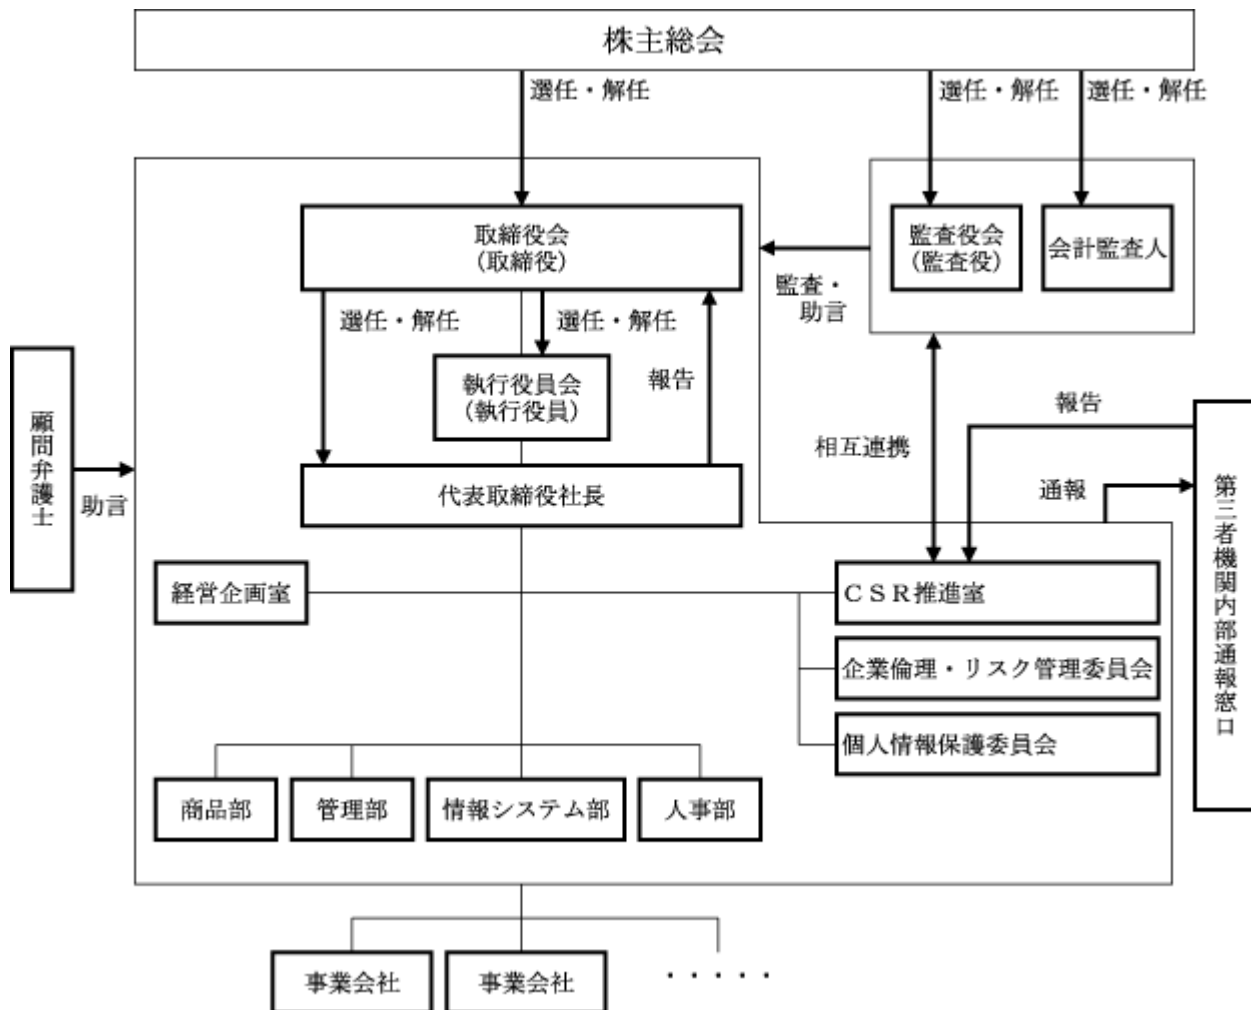 株主総会
選任・解任
選任・解任
選任・解任
取締役会
(取締役)
監査役会
(監査役)
会計監査人
監査・
助言
選任・解任
選任・解任
報告
執行役員会
(執行役員)
顧問弁護士
助言
代表取締役社長
相互連携
報告
通報
第三者機関内部通報窓口
経営企画室
ＣＳＲ推進室
企業倫理・リスク管理委員会
個人情報保護委員会
商品部
管理部
情報システム部
人事部
事業会社
事業会社
・・・・・